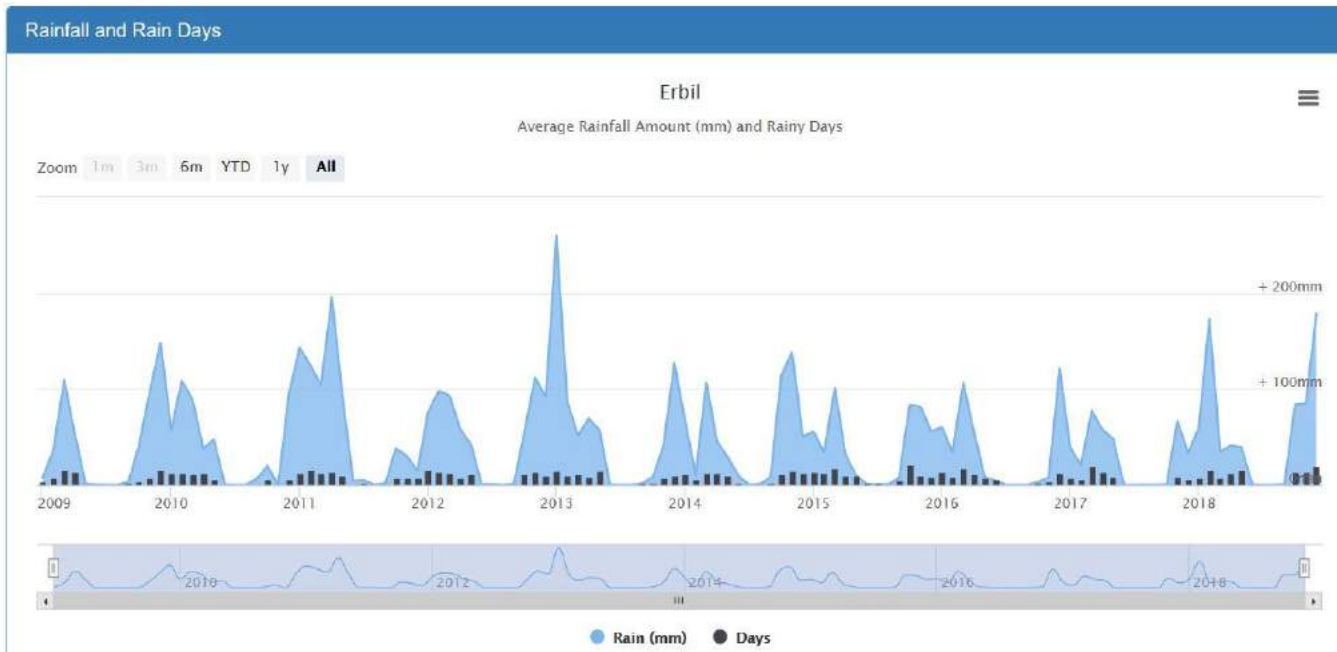 Rainfall and Rain Days
Erbil
Average Rainfall Amount (mm) and Rainy Days
Zoom 1m 3m 6m YTD 1y All
+ 200mm
+ 100mm
0mm
2009 2010 2011 2012 2013 2014 2015 2016 2017 2018
2010 2012 2014 2016 2018
Rain (mm) Days